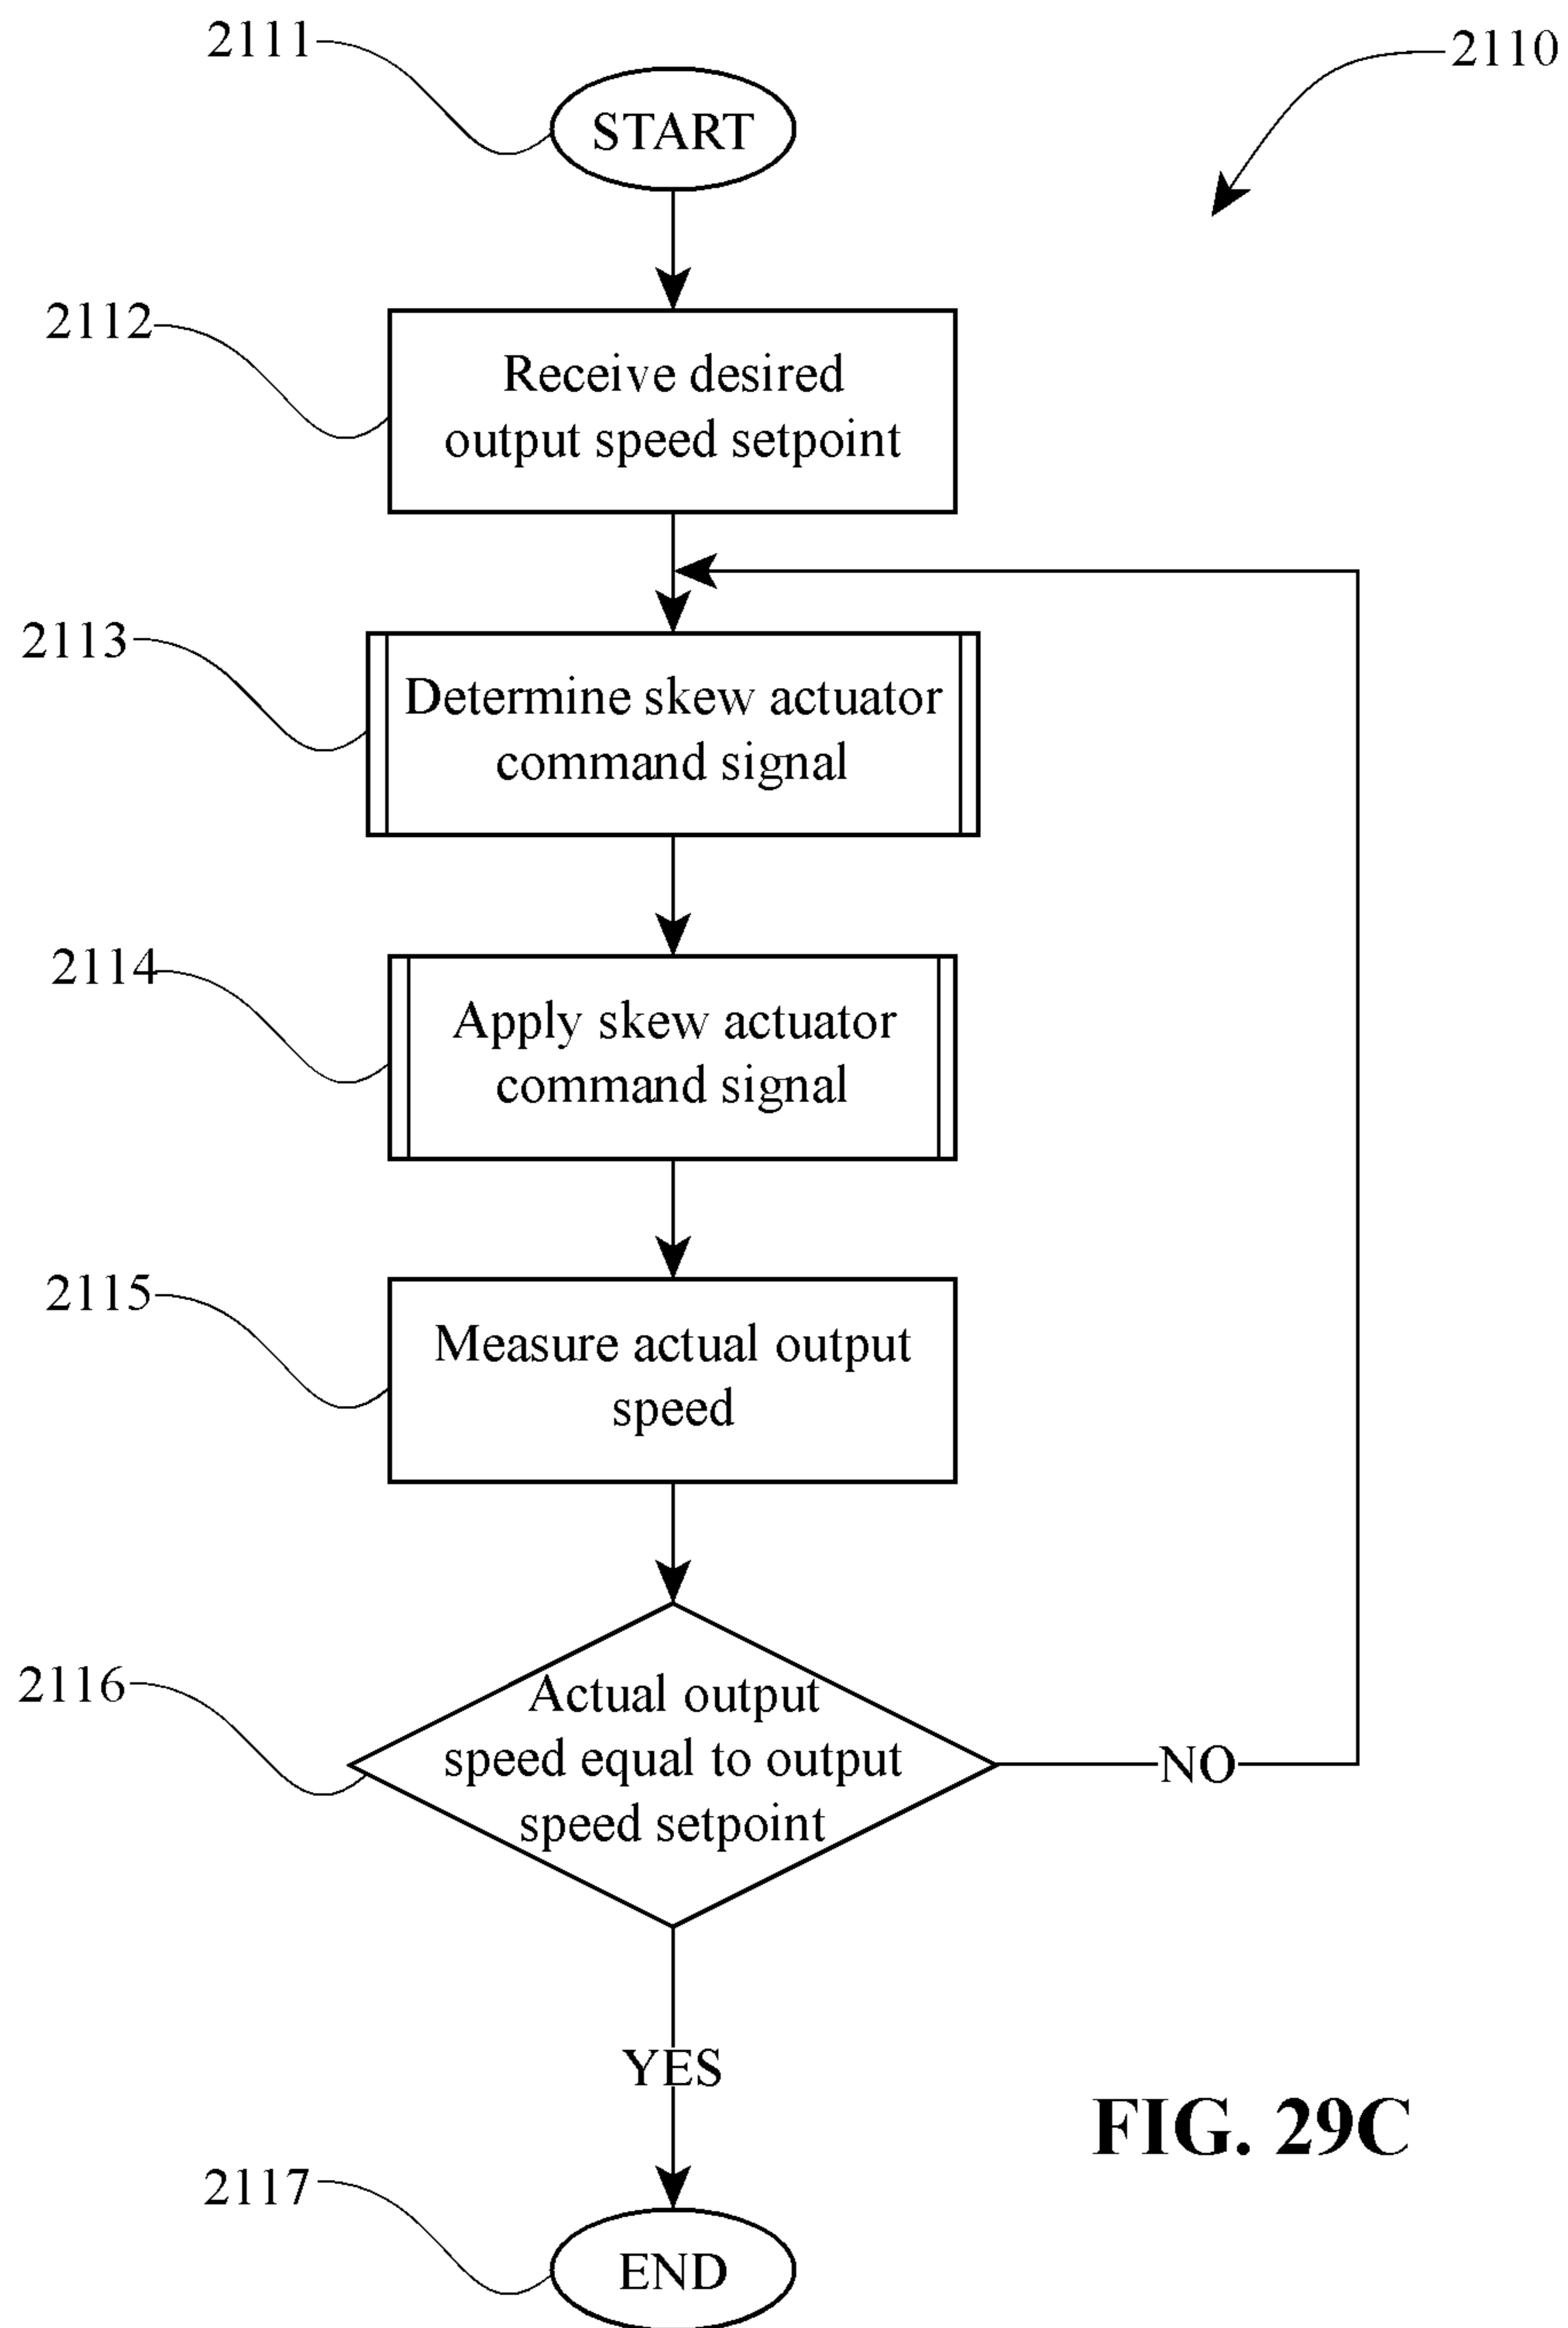 2111
2110
START
2112
Receive desired
output speed setpoint
2113
Determine skew actuator
command signal
2114
Apply skew actuator
command signal
2115
Measure actual output
speed
2116
Actual output
speed equal to output
speed setpoint
NO
YES
FIG. 29C
2117
END